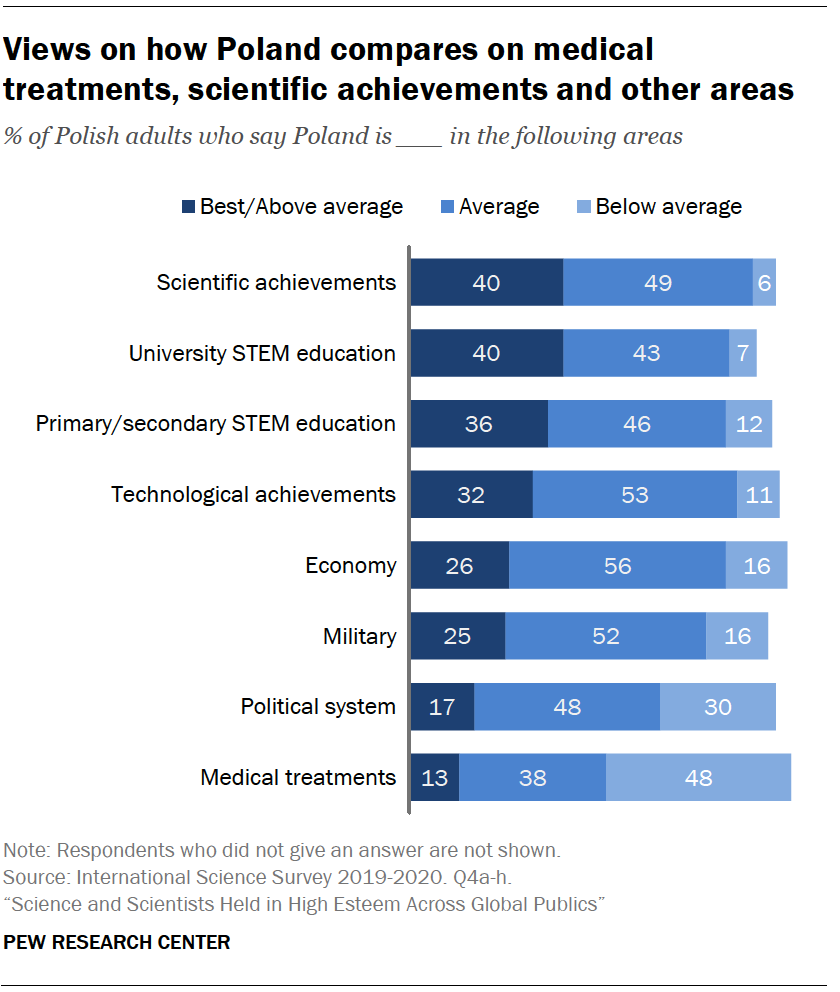 Views on how Poland compares on medical
treatments, scientific achievements and other areas
% of Polish adults who say Poland is ___ in the following areas
Best/Above average Average Below average
Scientific achievements 40 49 6
University STEM education 40 43 7
Primary/secondary STEM education 36 46 12
Technological achievements 32 53 11
Economy 26 56 16
Military 25 52 16
Political system 17 48 30
Medical treatments 13 38 48
Note: Respondents who did not give an answer are not shown.
Source: International Science Survey 2019-2020. Q4a-h.
“Science and Scientists Held in High Esteem Across Global Publics”
PEW RESEARCH CENTER